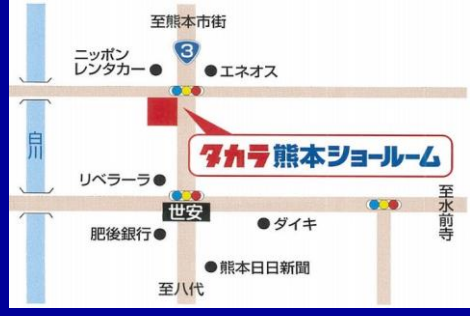 至熊本市街
3
ニッポン
レンタカー
エネオス
白川
タカラ熊本ショールーム
リベラーラ
世安
至水前寺
肥後銀行
ダイキ
熊本日日新聞
至八代